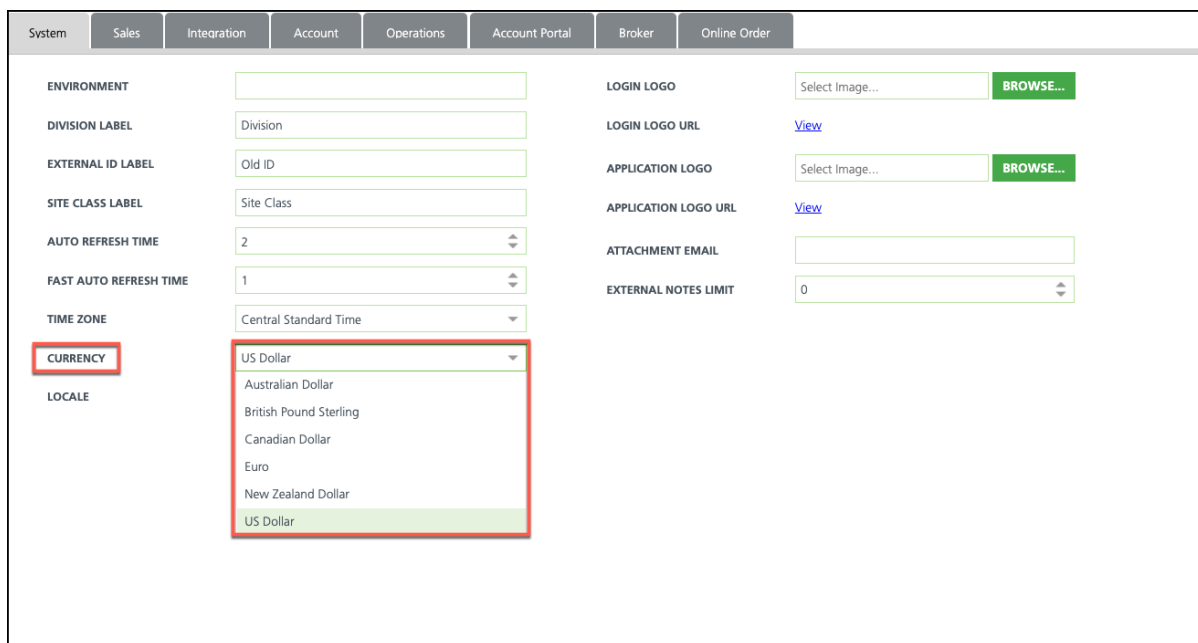 System Sales Integration Account Operations Account Portal Broker Online Order
ENVIRONMENT
DIVISION LABEL Division
EXTERNAL ID LABEL Old ID
SITE CLASS LABEL Site Class
AUTO REFRESH TIME 2
FAST AUTO REFRESH TIME 1
TIME ZONE Central Standard Time
CURRENCY US Dollar
Australian Dollar
LOCALE
British Pound Sterling
Canadian Dollar
Euro
New Zealand Dollar
US Dollar
LOGIN LOGO Select Image... BROWSE...
LOGIN LOGO URL View
APPLICATION LOGO Select Image... BROWSE...
APPLICATION LOGO URL View
ATTACHMENT EMAIL
EXTERNAL NOTES LIMIT 0